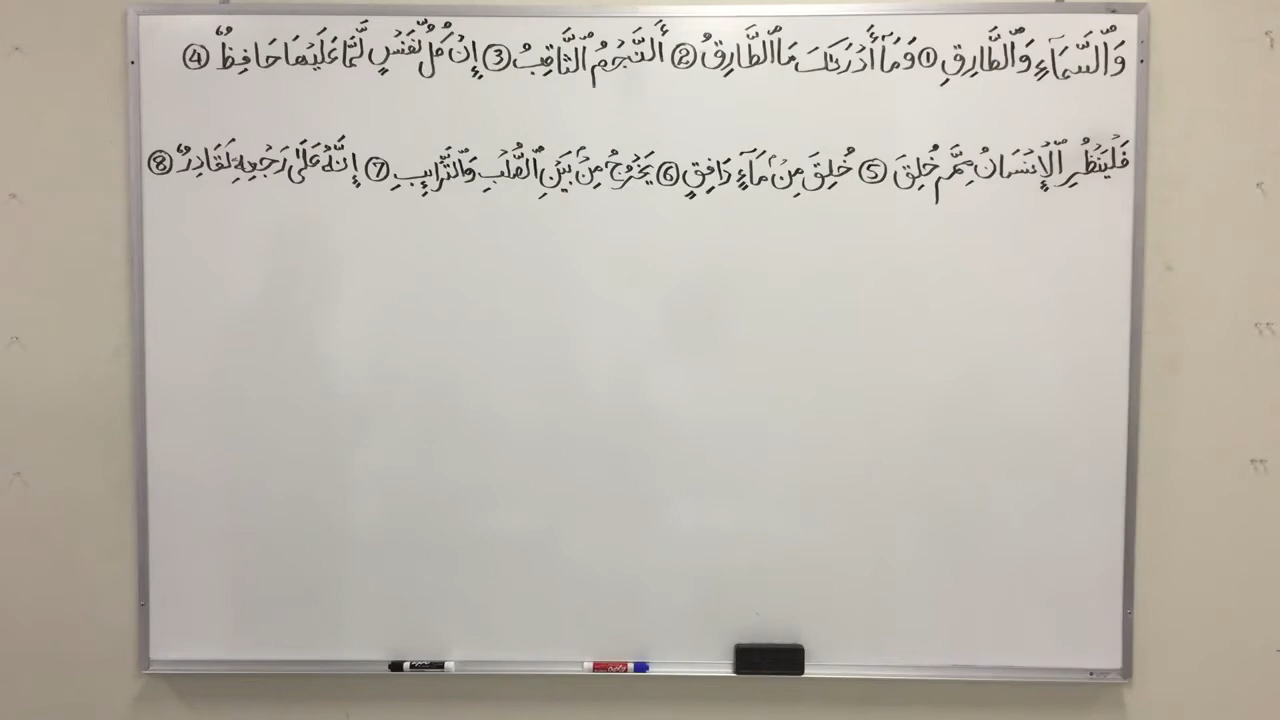 وَٱلسَّمَآءِ وَٱلطَّارِقِ ① وَمَآ أَدْرَىٰكَ مَا ٱلطَّارِقُ ② ٱلنَّجْمُ ٱلثَّاقِبُ ③ إِن كُلُّ نَفْسٍ لَّمَّا عَلَيْهَا حَافِظٌ ④
فَلْيَنظُرِ ٱلْإِنسَانُ مِمَّ خُلِقَ ⑤ خُلِقَ مِن مَّآءٍ دَافِقٍ ⑥ يَخْرُجُ مِنۢ بَيْنِ ٱلصُّلْبِ وَٱلتَّرَآئِبِ ⑦ إِنَّهُۥ عَلَىٰ رَجْعِهِۦ لَقَادِرٌ ⑧